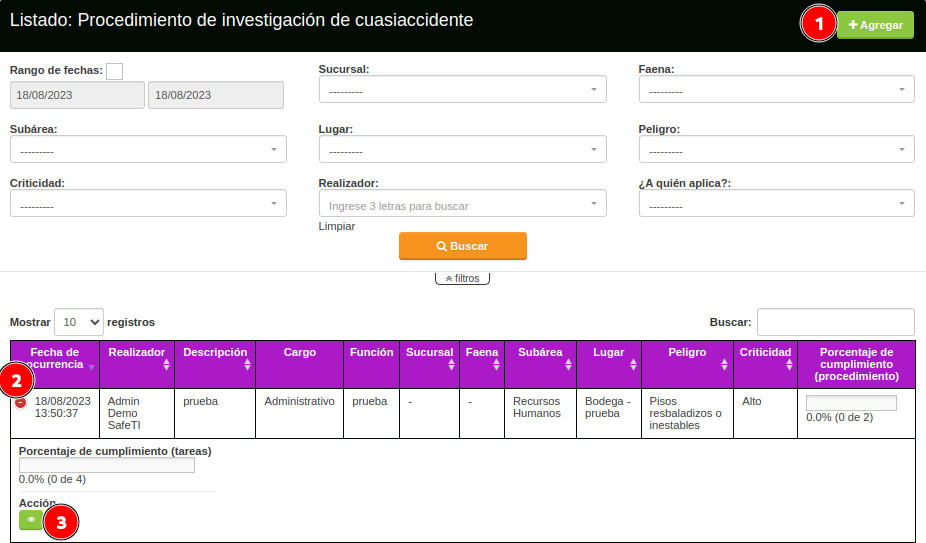 Listado: Procedimiento de investigación de cuasiaccidente
1
Agregar
Rango de fechas:
18/08/2023 18/08/2023
Sucursal:
---------
Faena:
---------
Subárea:
---------
Lugar:
---------
Peligro:
---------
Criticidad:
---------
Realizador:
Ingrese 3 letras para buscar
Limpiar
¿A quién aplica?:
---------
Buscar
filtros
Mostrar 10 registros
Buscar:
Fecha de
ocurrencia
Realizador
Descripción
Cargo
Función
Sucursal
Faena
Subárea
Lugar
Peligro
Criticidad
Porcentaje de
cumplimiento
(procedimiento)
2
18/08/2023
13:50:37
Admin
Demo
SafeTI
prueba
Administrativo
prueba
-
-
Recursos
Humanos
Bodega -
prueba
Pisos
resbaladizos o
inestables
Alto
0.0% (0 de 2)
Porcentaje de cumplimiento (tareas)
0.0% (0 de 4)
Acción
3